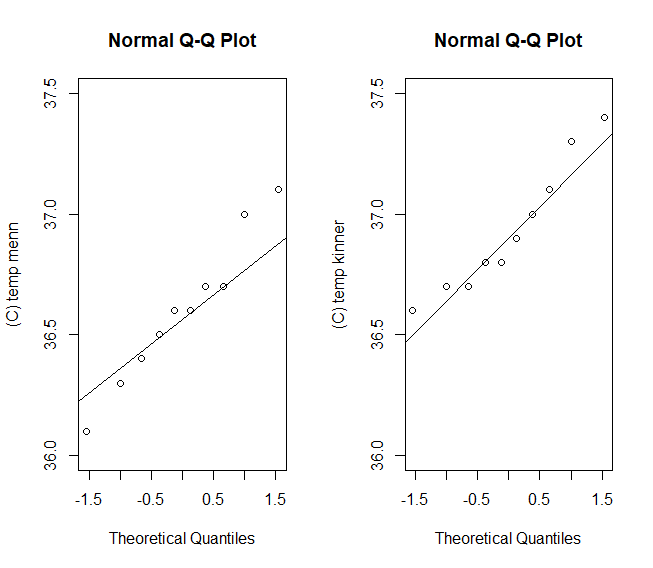 Normal Q-Q Plot
(C) temp menn
37.5
37.0
36.5
36.0
-1.5 -0.5 0.5 1.5
Theoretical Quantiles
Normal Q-Q Plot
(C) temp kinner
37.5
37.0
36.5
36.0
-1.5 -0.5 0.5 1.5
Theoretical Quantiles